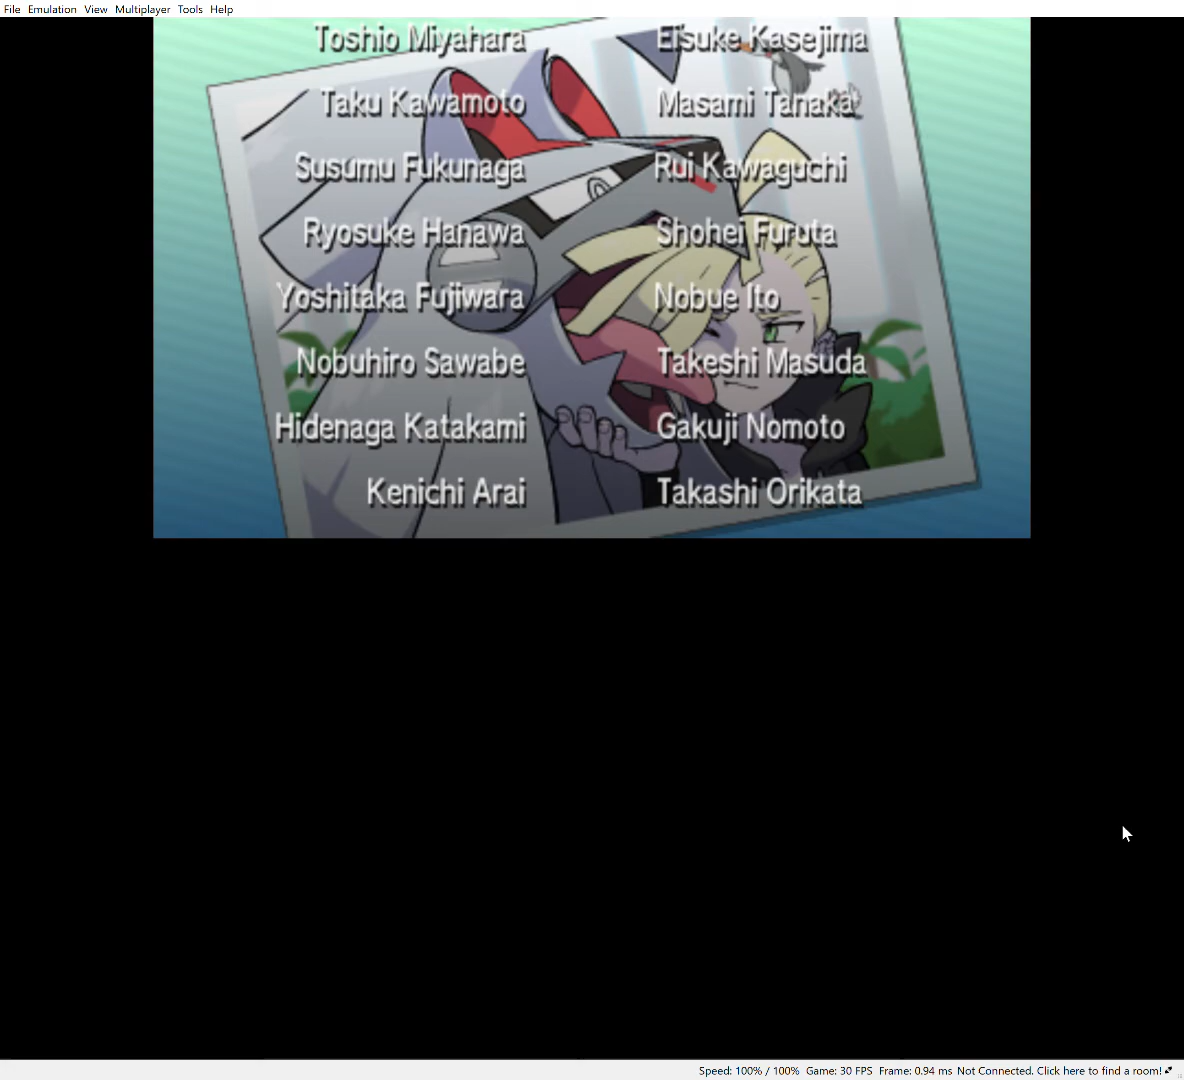 File Emulation View Multiplayer Tools Help
Toshio Miyahara Eisuke Kasejima
Taku Kawamoto Masami Tanaka
Susumu Fukunaga Rui Kawaguchi
Ryosuke Hanawa Shohei Furuta
Yoshitaka Fujiwara Nobue Ito
Nobuhiro Sawabe Takeshi Masuda
Hidenaga Katakami Gakuji Nomoto
Kenichi Arai Takashi Orikata
Speed: 100% / 100% Game: 30 FPS Frame: 0.94 ms Not Connected. Click here to find a room!